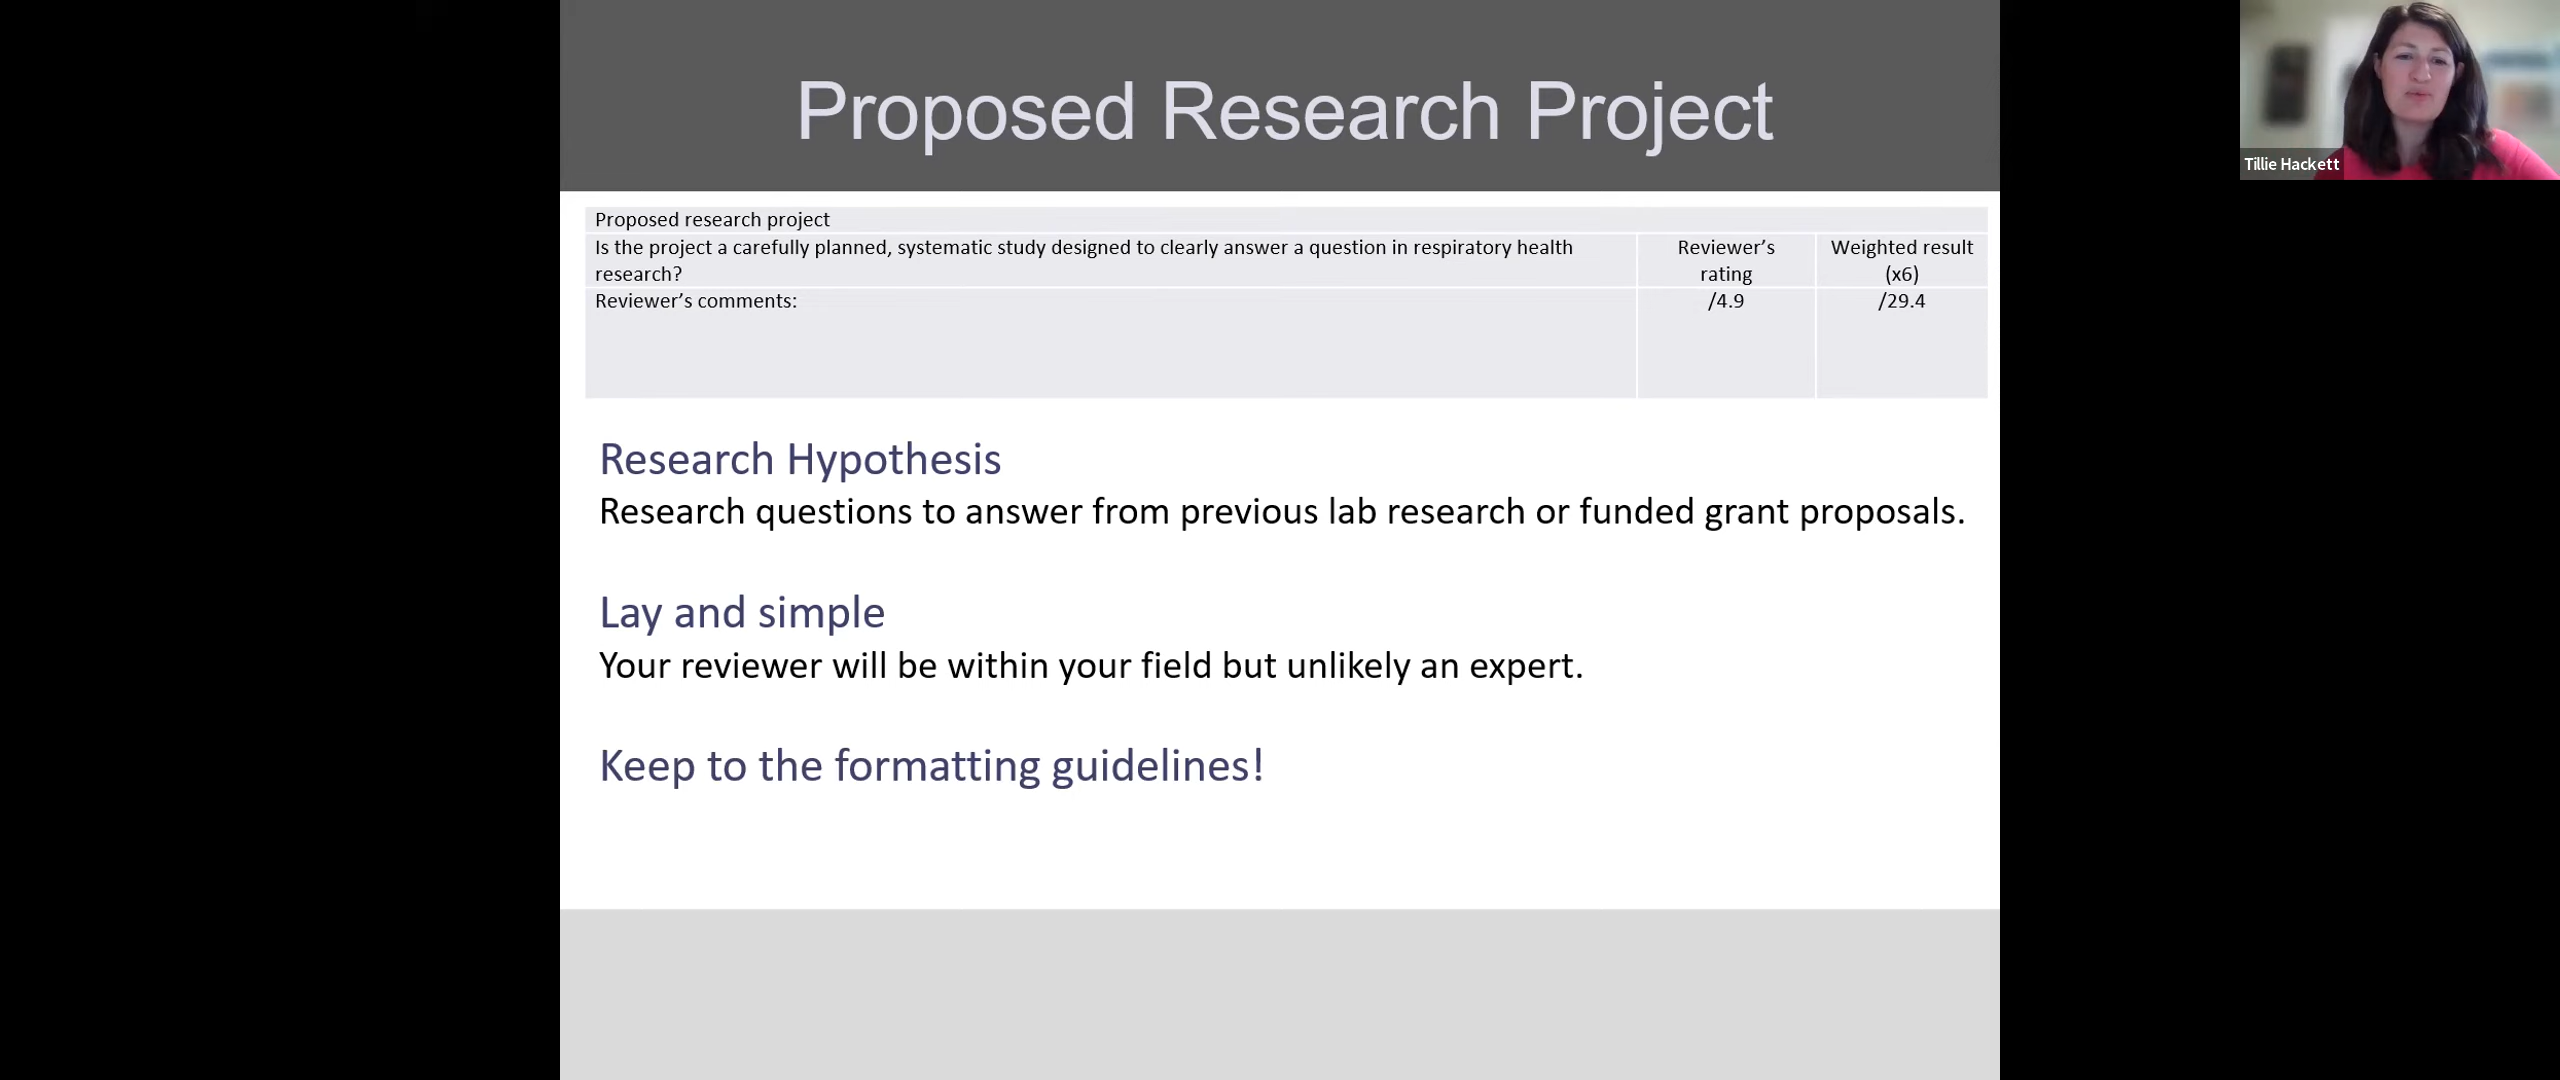 Proposed Research Project
Tillie Hackett
Proposed research project
Is the project a carefully planned, systematic study designed to clearly answer a question in respiratory health
research?
Reviewer's
rating
Weighted result
(x6)
Reviewer's comments:
/4.9
/29.4
Research Hypothesis
Research questions to answer from previous lab research or funded grant proposals.
Lay and simple
Your reviewer will be within your field but unlikely an expert.
Keep to the formatting guidelines!